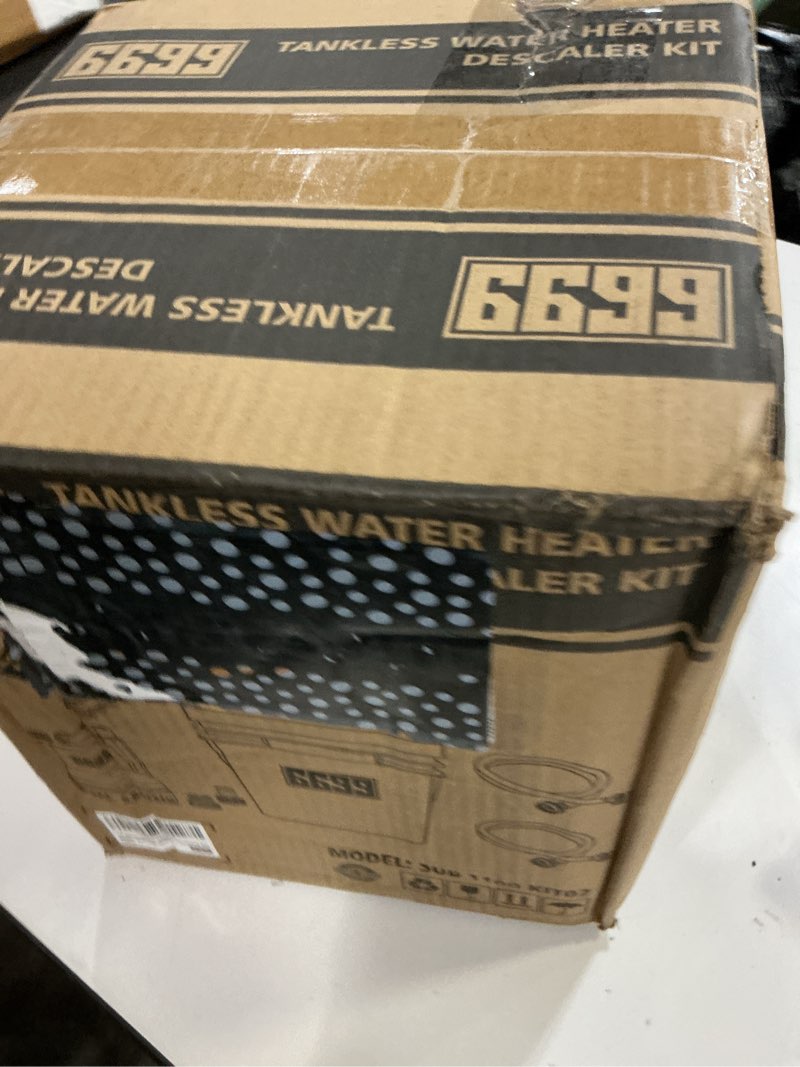 6699
TANKLESS WATER HEATER
DESCALER KIT
6699
TANKLESS WATER
DESCAL
TANKLESS WATER HEATER
ALER KIT
6699
MODEL: